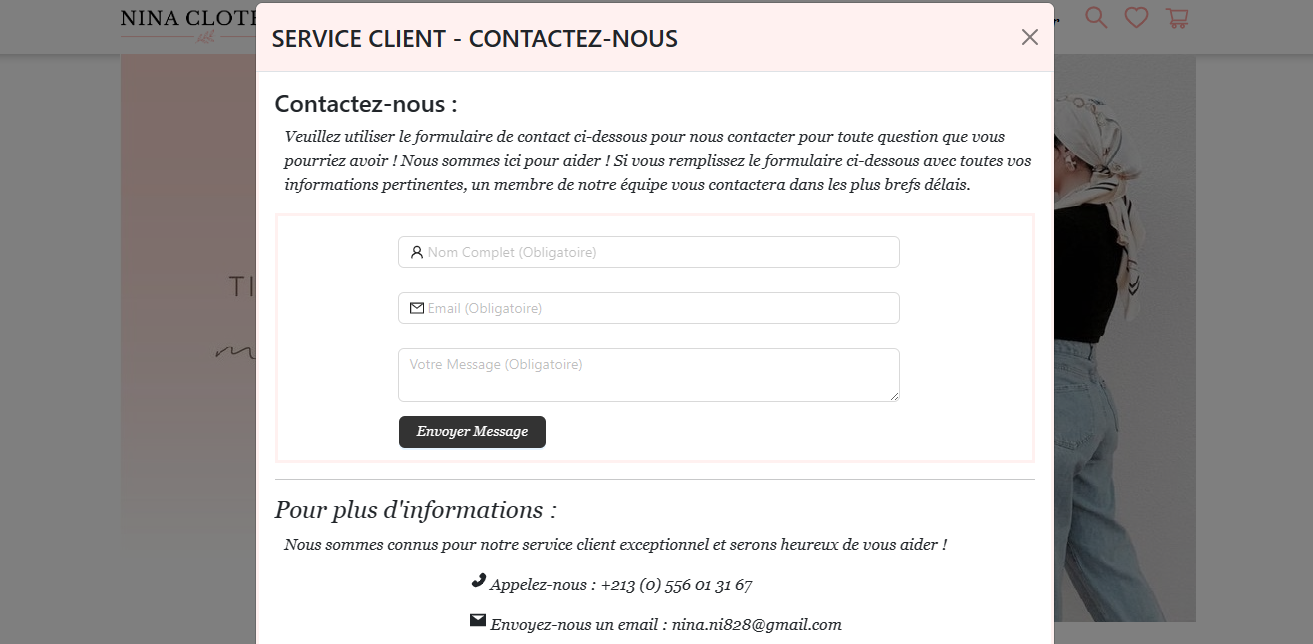 NINA CLOTH
SERVICE CLIENT - CONTACTEZ-NOUS
Contactez-nous :
Veuillez utiliser le formulaire de contact ci-dessous pour nous contacter pour toute question que vous
pourriez avoir ! Nous sommes ici pour aider ! Si vous remplissez le formulaire ci-dessous avec toutes vos
informations pertinentes, un membre de notre équipe vous contactera dans les plus brefs délais.
Nom Complet (Obligatoire)
Email (Obligatoire)
Votre Message (Obligatoire)
TI
Envoyer Message
Pour plus d'informations :
Nous sommes connus pour notre service client exceptionnel et serons heureux de vous aider !
Appelez-nous : +213 (0) 556 01 31 67
Envoyez-nous un email : nina.ni828@gmail.com